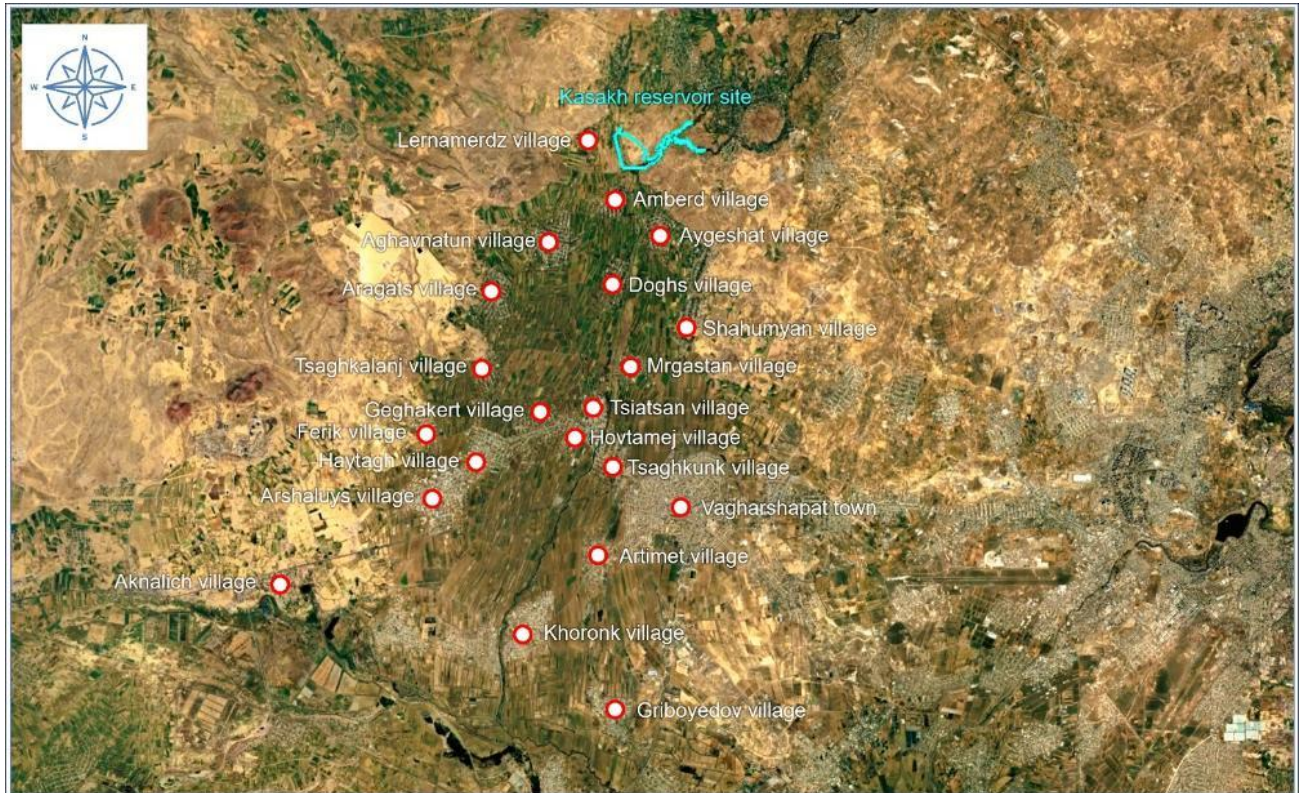 N
W
E
S
Kasakh reservoir site
Lernamerdz village
Amberd village
Aghavnatun village
Aygeshat village
Aragats village
Doghs village
Shahumyan village
Tsaghkalanj village
Mrgastan village
Geghakert village
Tsiatsan village
Ferik village
Hovtamej village
Haytagh village
Tsaghkunk village
Arshaluys village
Vagharshapat town
Artimet village
Aknalich village
Khoronk village
Griboyedov village